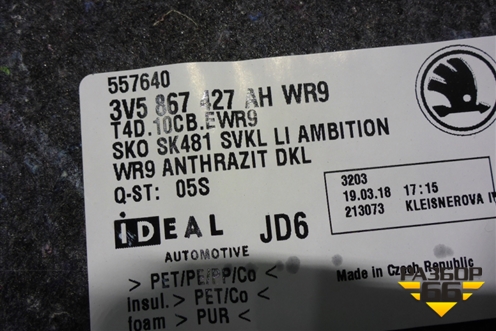 557640
3V5 867 427 AH WR9
T4D.10CB.EWR9
SKO SK481 SVKL LI AMBITION
WR9 ANTHRAZIT DKL
Q-ST: 05S
3203
19.03.18 17:15
213073 KLEISNEROVA
iDEAL JD6
AUTOMOTIVE
> PET/PE/PP/Co <
Insul.> PET/Co <
foam > PUR <
Made in Czech Republic
РАЗБОР
66